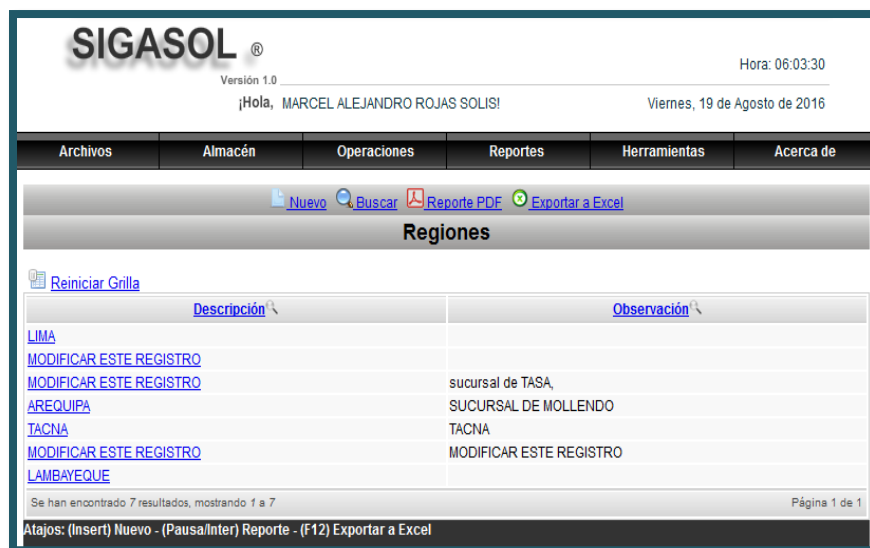 SIGASOL ®
Versión 1.0
Hora: 06:03:30
¡Hola, MARCEL ALEJANDRO ROJAS SOLIS! Viernes, 19 de Agosto de 2016
Archivos Almacén Operaciones Reportes Herramientas Acerca de
Nuevo Buscar Reporte PDF Exportar a Excel
Regiones
Reiniciar Grilla
Descripción Observación
LIMA
MODIFICAR ESTE REGISTRO
MODIFICAR ESTE REGISTRO sucursal de TASA,
AREQUIPA SUCURSAL DE MOLLENDO
TACNA TACNA
MODIFICAR ESTE REGISTRO MODIFICAR ESTE REGISTRO
LAMBAYEQUE
Se han encontrado 7 resultados, mostrando 1 a 7 Página 1 de 1
Atajos: (Insert) Nuevo - (Pausa/Inter) Reporte - (F12) Exportar a Excel